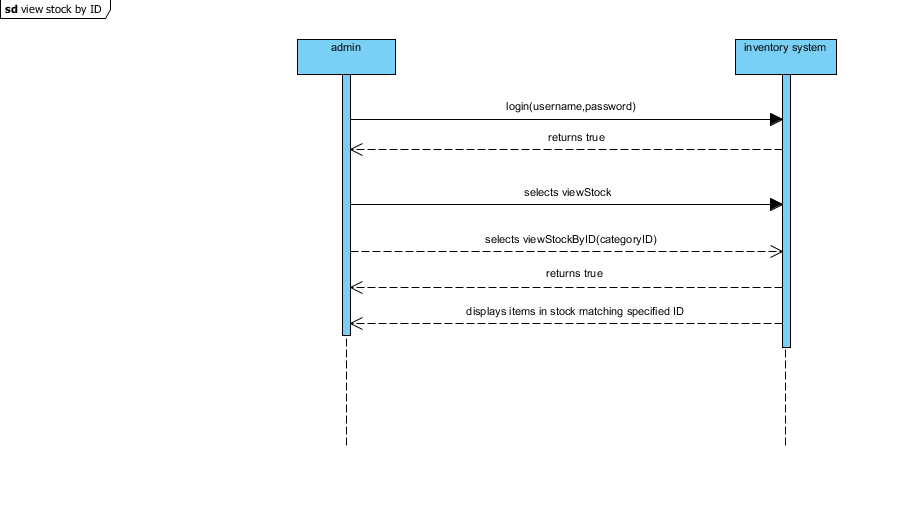 sd view stock by ID
admin
inventory system
login(username,password)
returns true
selects viewStock
selects viewStockByID(categoryID)
returns true
displays items in stock matching specified ID